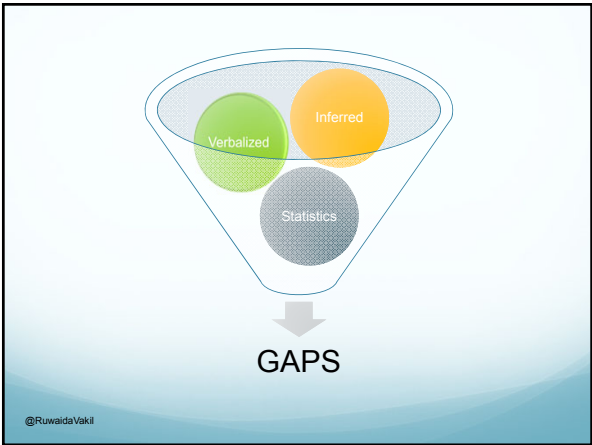 Inferred
Verbalized
Statistics
GAPS
@RuwaidaVakil